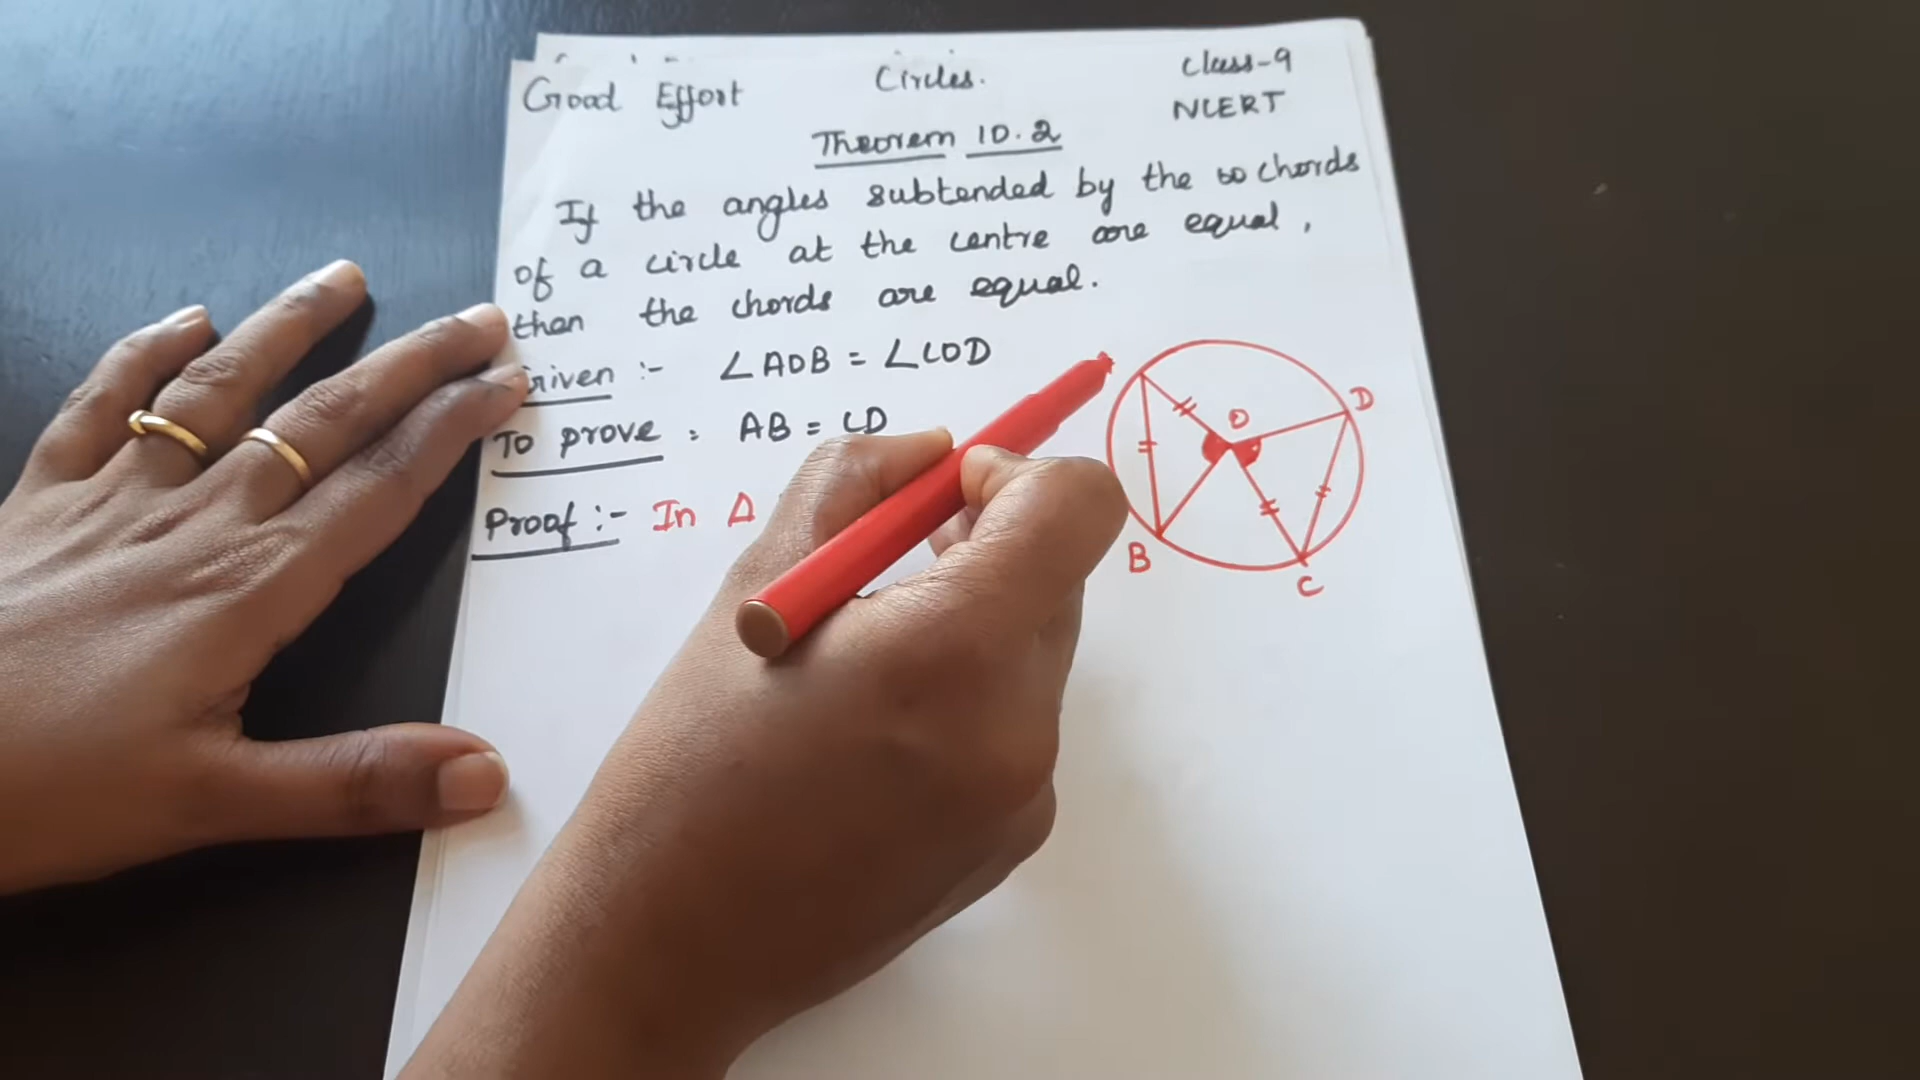 Good Effort Circles. Class-9
NCERT
Theorem 10.2
If the angles subtended by the chords
of a circle at the centre are equal,
then the chords are equal.
Given :- ∠AOB = ∠COD
To prove : AB = CD
Proof :- In Δ
O
D
B
C